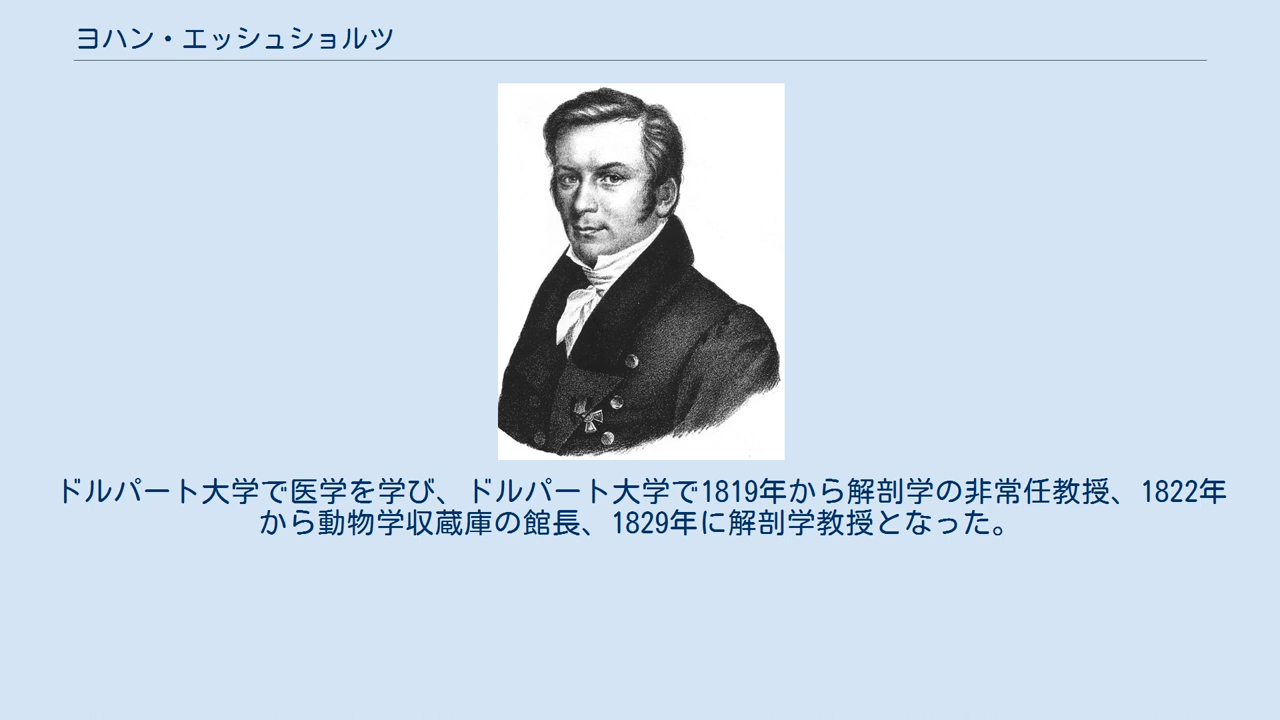 ヨハン・エッシュショルツ
ドルパート大学で医学を学び、ドルパート大学で1819年から解剖学の非常任教授、1822年
から動物学収蔵庫の館長、1829年に解剖学教授となった。